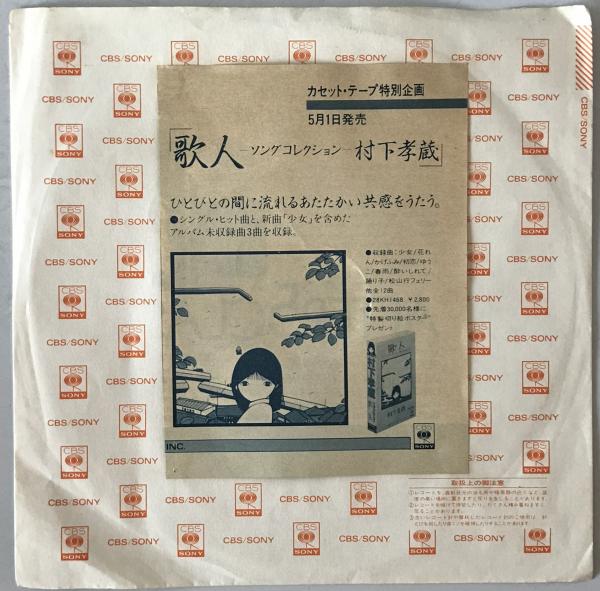 CBS/SONY
カセット・テープ特別企画
5月1日発売
「歌人 ーソングコレクションー 村下孝蔵」
ひとびとの間に流れるあたたかい共感をうたう。
●シングル・ヒット曲と、新曲「少女」を含めた
アルバム未収録曲3曲を収録。
●収録曲:少女/花れ
ん/かげふみ/初恋/ゆう
こ/春雨/酔いしれて/
踊り子/松山行フェリー
他全12曲
●28KH1468 ¥2,800
●先着30,000名様に
"特製切り絵ポスター"
プレゼント
歌人
村下孝蔵
村下孝蔵
INC.
CBS
SONY
取扱上の御注意